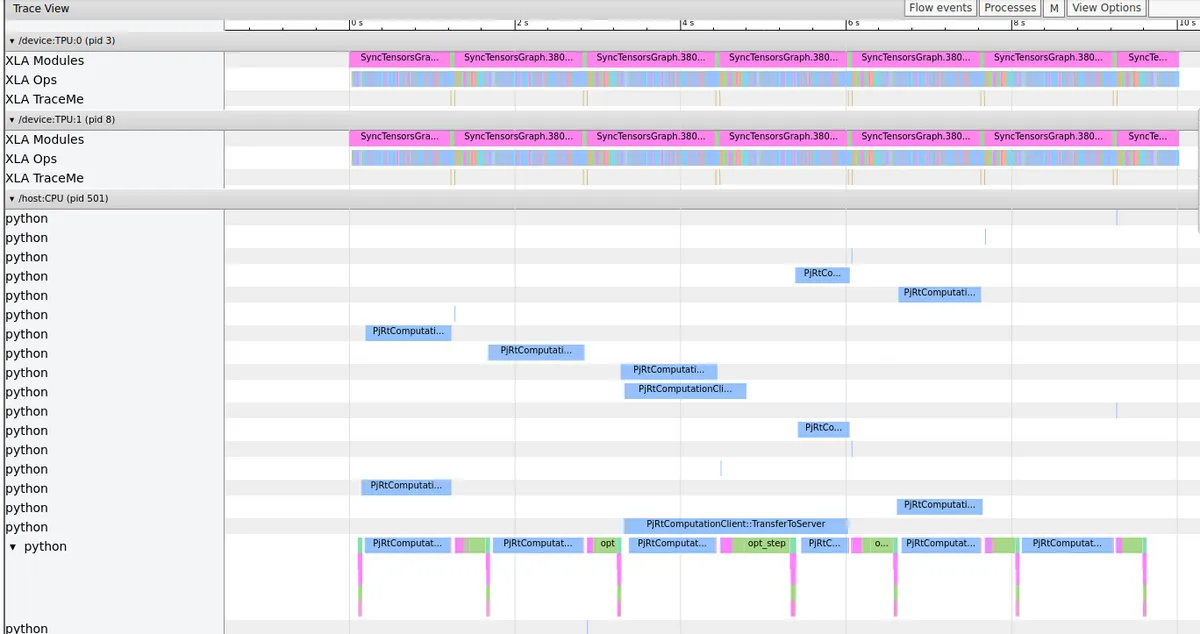 Trace View Flow events Processes M View Options
0 s 2 s 4 s 6 s 8 s 10 s
▾ /device:TPU:0 (pid 3)
XLA Modules SyncTensorsGra... SyncTensorsGraph.380... SyncTensorsGraph.380... SyncTensorsGraph.380... SyncTensorsGraph.380... SyncTensorsGraph.380... SyncTe...
XLA Ops
XLA TraceMe
▾ /device:TPU:1 (pid 8)
XLA Modules SyncTensorsGra... SyncTensorsGraph.380... SyncTensorsGraph.380... SyncTensorsGraph.380... SyncTensorsGraph.380... SyncTensorsGraph.380... SyncTe...
XLA Ops
XLA TraceMe
▾ /host:CPU (pid 501)
python
python
python
python PjRtCo...
python PjRtComputati...
python
python PjRtComputati...
python PjRtComputati...
python PjRtComputati...
python PjRtComputationCli...
python
python PjRtCo...
python
python
python PjRtComputati...
python PjRtComputati...
python PjRtComputationClient::TransferToServer
▾ python PjRtComputat... PjRtComputat... opt PjRtComputat... opt_step PjRtC... o... PjRtComputat... PjRtComputat...
python